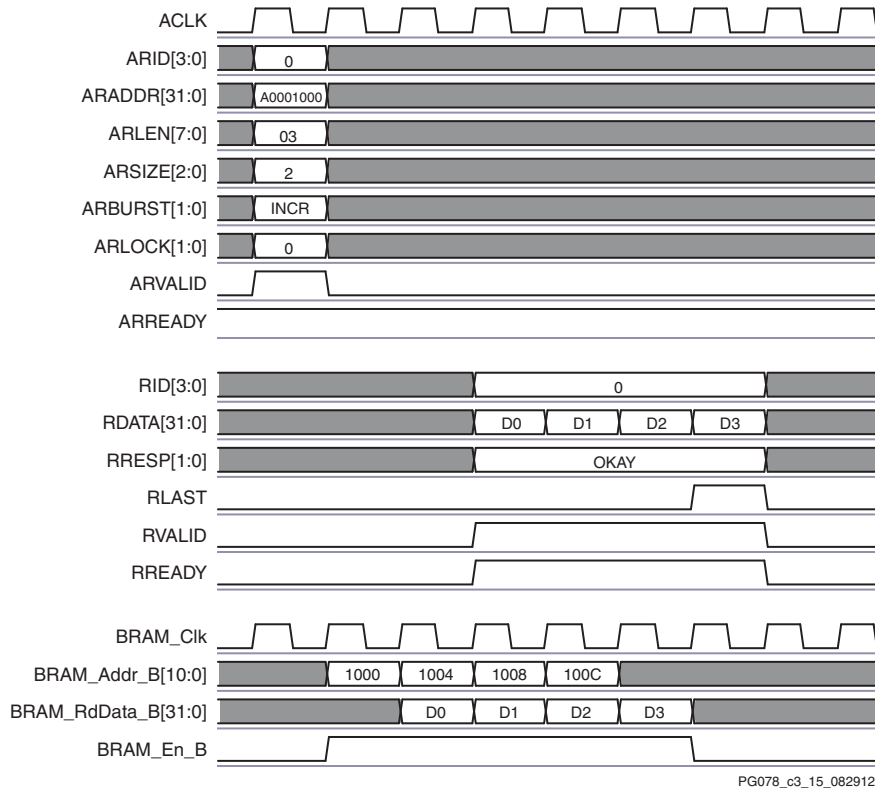 ACLK
ARID[3:0] 0
ARADDR[31:0] A0001000
ARLEN[7:0] 03
ARSIZE[2:0] 2
ARBURST[1:0] INCR
ARLOCK[1:0] 0
ARVALID
ARREADY
RID[3:0] 0
RDATA[31:0] D0 D1 D2 D3
RRESP[1:0] OKAY
RLAST
RVALID
RREADY
BRAM_Clk
BRAM_Addr_B[10:0] 1000 1004 1008 100C
BRAM_RdData_B[31:0] D0 D1 D2 D3
BRAM_En_B
PG078_c3_15_082912